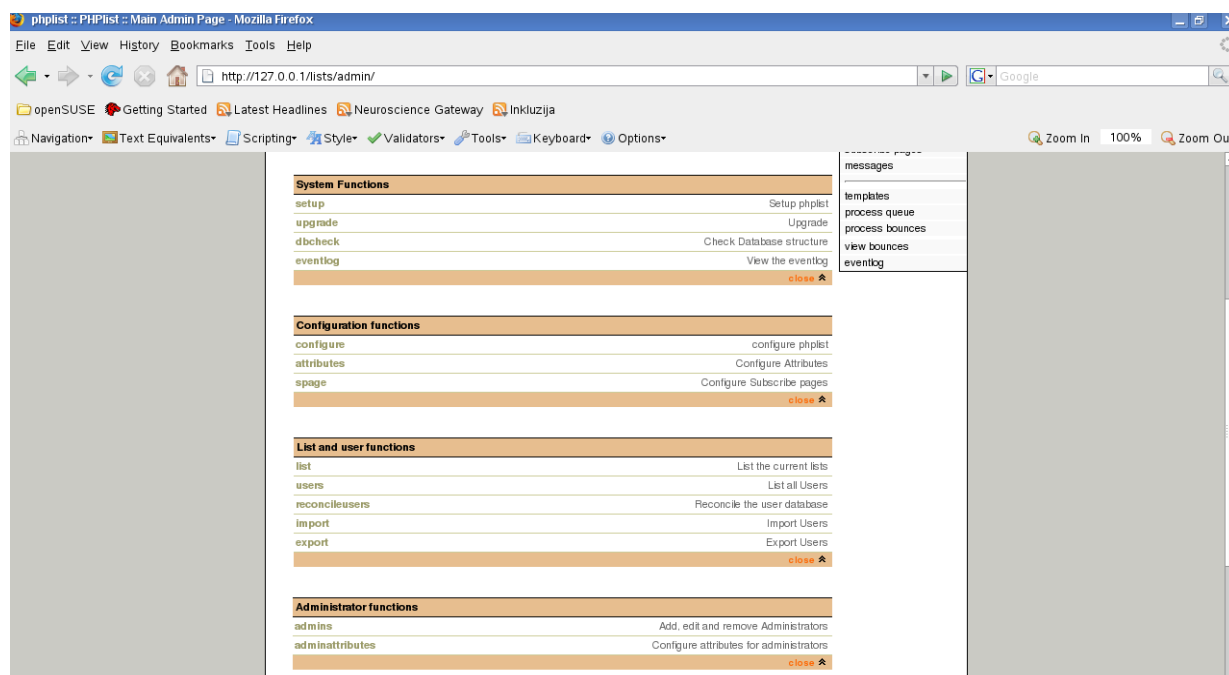 phplist :: PHPlist :: Main Admin Page - Mozilla Firefox
File Edit View History Bookmarks Tools Help
http://127.0.0.1/lists/admin/
G Google
openSUSE Getting Started Latest Headlines Neuroscience Gateway Inkluzija
Navigation Text Equivalents Scripting Style Validators Tools Keyboard Options Zoom In 100% Zoom Ou
messages
templates
process queue
process bounces
view bounces
eventlog
System Functions
setup Setup phplist
upgrade Upgrade
dbcheck Check Database structure
eventlog View the eventlog
close
Configuration functions
configure configure phplist
attributes Configure Attributes
spage Configure Subscribe pages
close
List and user functions
list List the current lists
users List all Users
reconcileusers Reconcile the user database
import Import Users
export Export Users
close
Administrator functions
admins Add, edit and remove Administrators
adminattributes Configure attributes for administrators
close